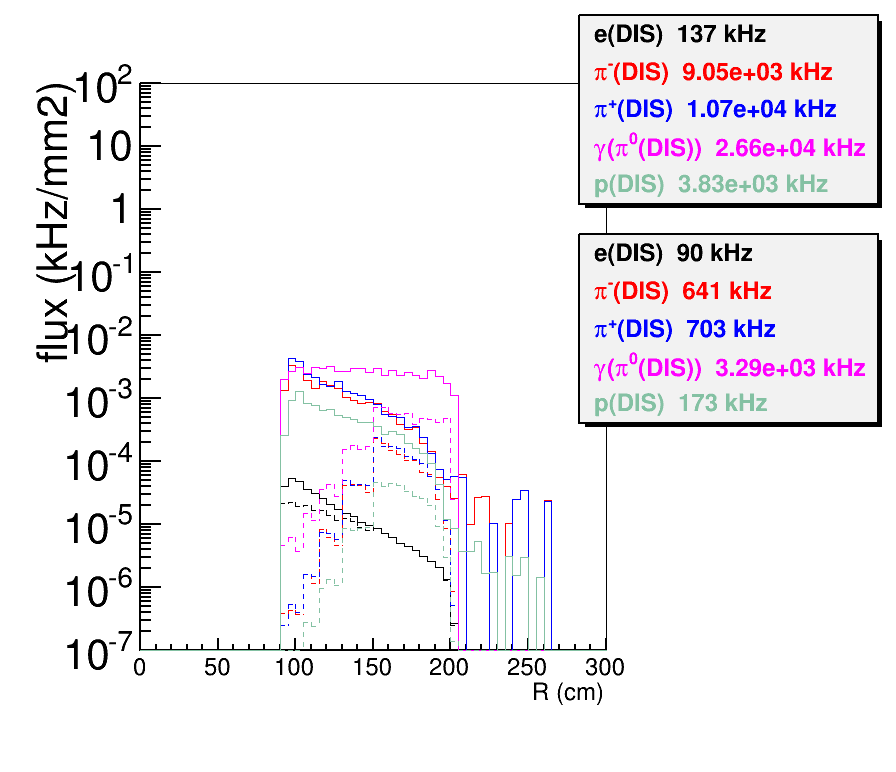 e(DIS) 137 kHz
π⁻(DIS) 9.05e+03 kHz
π⁺(DIS) 1.07e+04 kHz
γ(π⁰(DIS)) 2.66e+04 kHz
p(DIS) 3.83e+03 kHz
e(DIS) 90 kHz
π⁻(DIS) 641 kHz
π⁺(DIS) 703 kHz
γ(π⁰(DIS)) 3.29e+03 kHz
p(DIS) 173 kHz
flux (kHz/mm2)
10²
10
1
10⁻¹
10⁻²
10⁻³
10⁻⁴
10⁻⁵
10⁻⁶
10⁻⁷
0 50 100 150 200 250 300
R (cm)